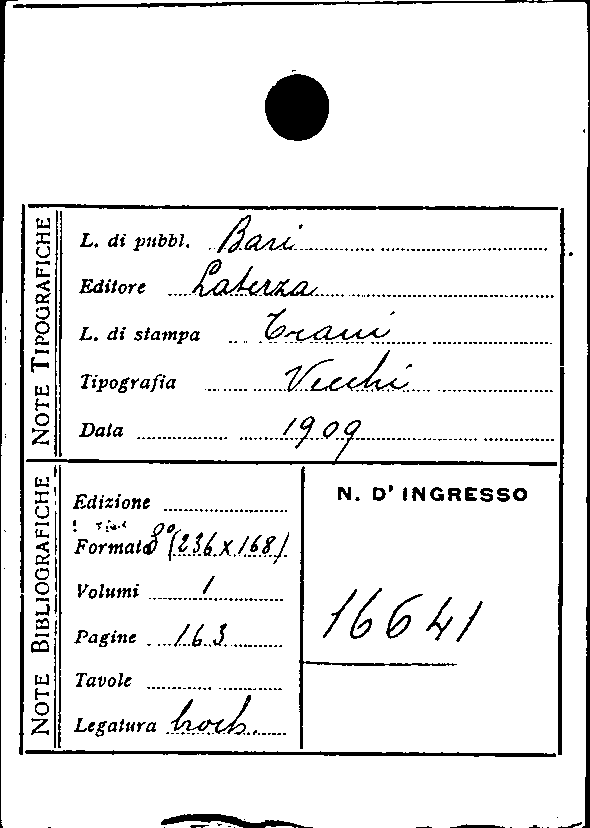 NOTE TIPOGRAFICHE
L. di pubbl. Bari
Editore Laterza
L. di stampa Trani
Tipografia Vecchi
Data 1909
NOTE BIBLIOGRAFICHE
Edizione
Formato 8° (236 x 168)
Volumi 1
Pagine 163
Tavole
Legatura broch.
N. D' INGRESSO
16641